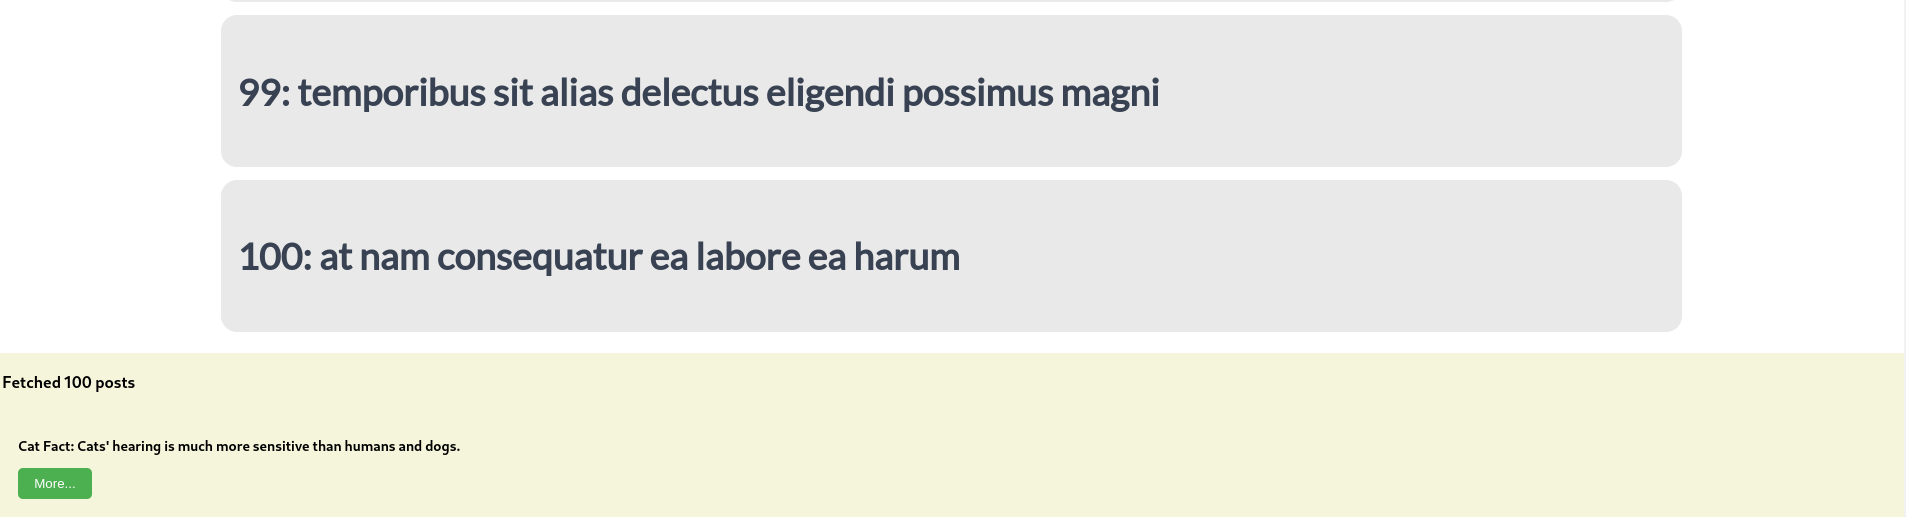 99: temporibus sit alias delectus eligendi possimus magni
100: at nam consequatur ea labore ea harum
Fetched 100 posts
Cat Fact: Cats' hearing is much more sensitive than humans and dogs.
More...